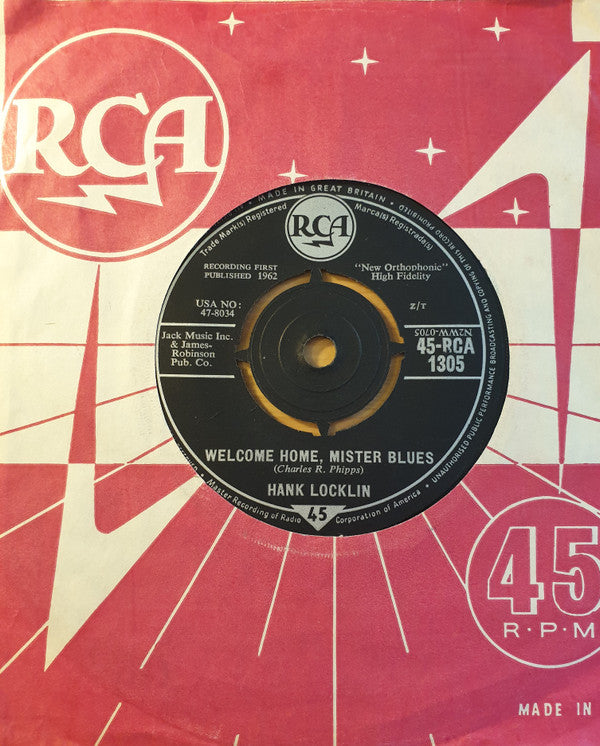 RCA
MADE IN GREAT BRITAIN
UNAUTHORISED PUBLIC PERFORMANCE BROADCASTING AND COPYING OF THIS RECORD PROHIBITED
Trade Mark(s) Registered
Marca(s) Registrada(s)
RCA
RECORDING FIRST
PUBLISHED 1962
"New Orthophonic"
High Fidelity
USA NO:
47-8034
Z/T
N2WW-0705
Jack Music Inc.
& James-
Robinson
Pub. Co.
45-RCA
1305
WELCOME HOME, MISTER BLUES
(Charles R. Phipps)
HANK LOCKLIN
Master Recording of Radio
45
Corporation of America
45
R·P·M
MADE IN